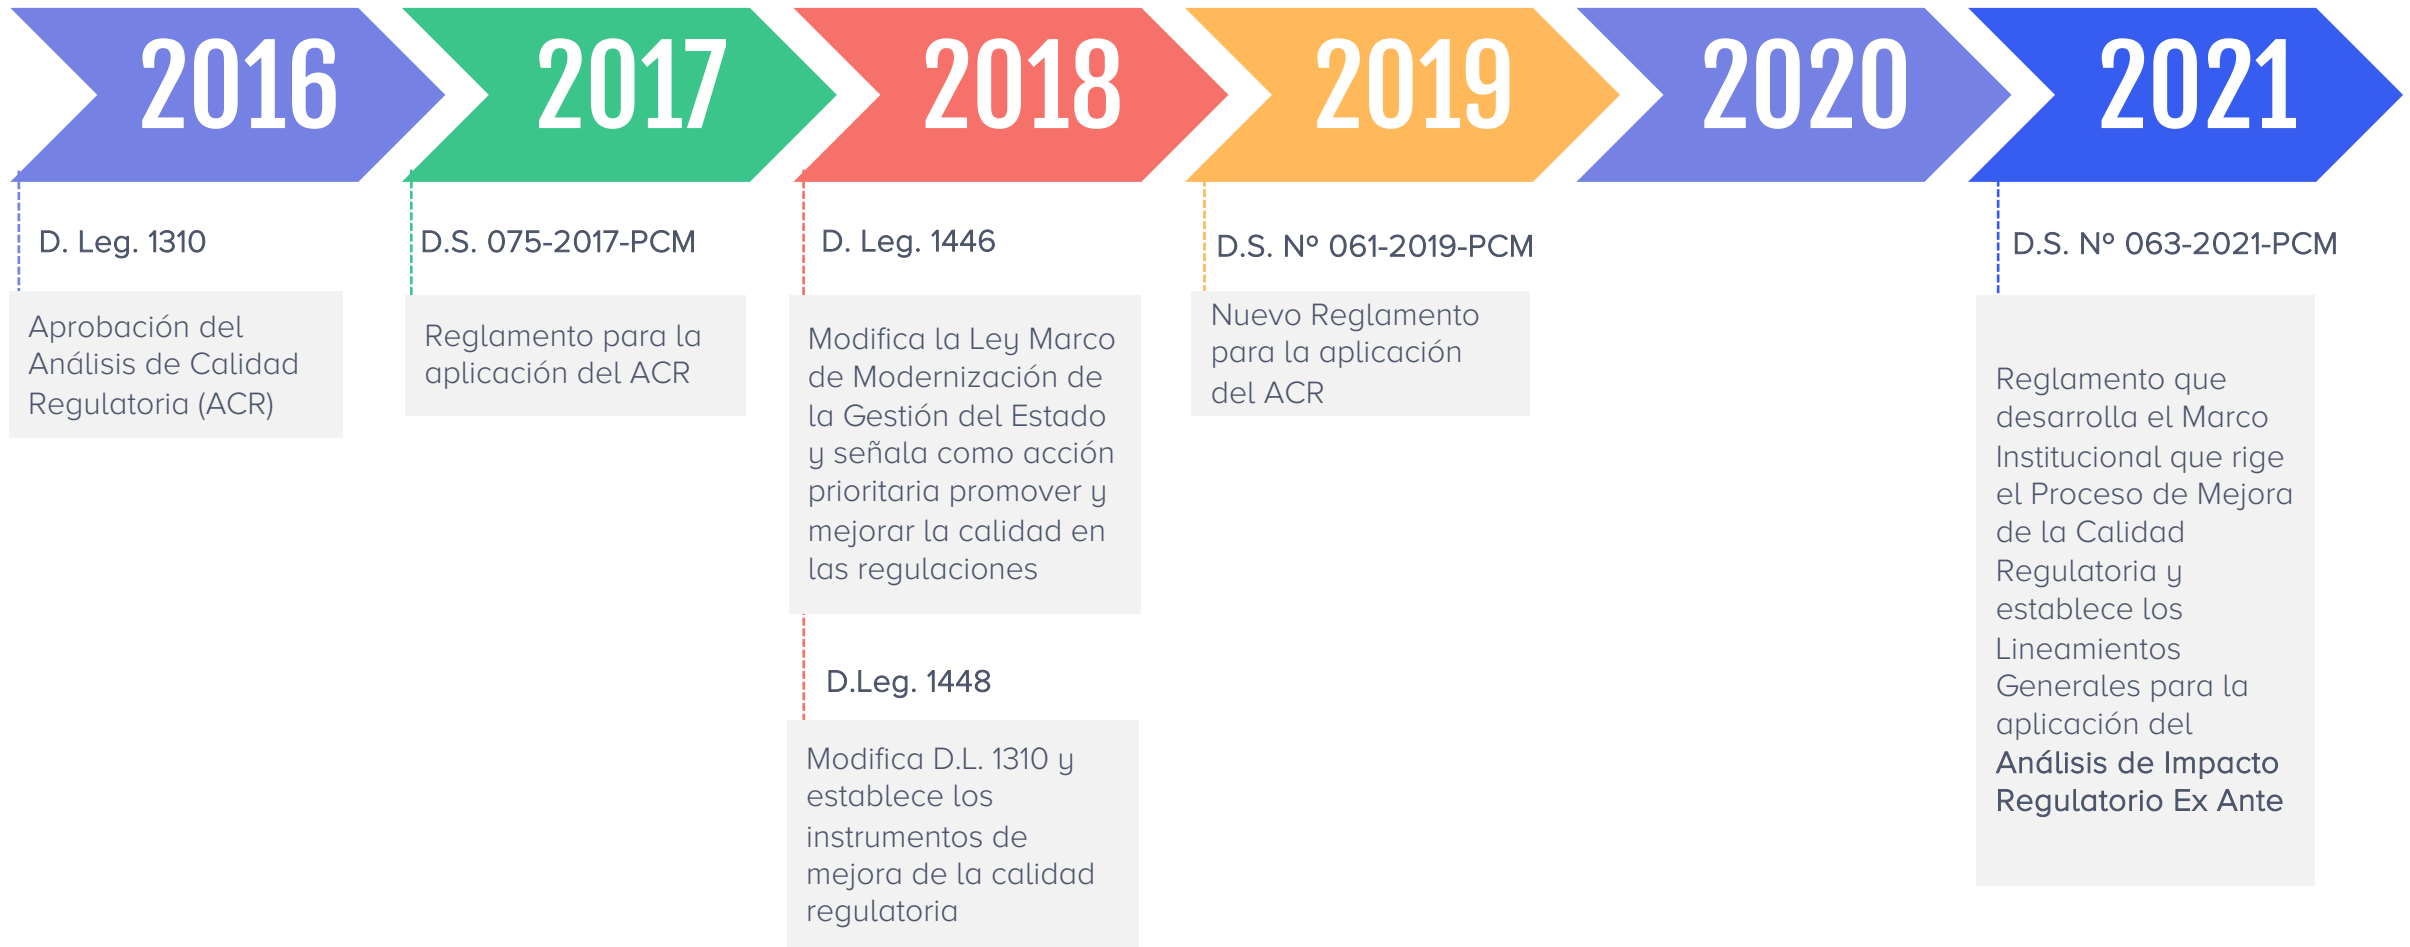 2016
2017
2018
2019
2020
2021
D. Leg. 1310
Aprobación del
Análisis de Calidad
Regulatoria (ACR)
D.S. 075-2017-PCM
Reglamento para la
aplicación del ACR
D. Leg. 1446
Modifica la Ley Marco
de Modernización de
la Gestión del Estado
y señala como acción
prioritaria promover y
mejorar la calidad en
las regulaciones
D.Leg. 1448
Modifica D.L. 1310 y
establece los
instrumentos de
mejora de la calidad
regulatoria
D.S. Nº 061-2019-PCM
Nuevo Reglamento
para la aplicación
del ACR
D.S. Nº 063-2021-PCM
Reglamento que
desarrolla el Marco
Institucional que rige
el Proceso de Mejora
de la Calidad
Regulatoria y
establece los
Lineamientos
Generales para la
aplicación del
Análisis de Impacto
Regulatorio Ex Ante